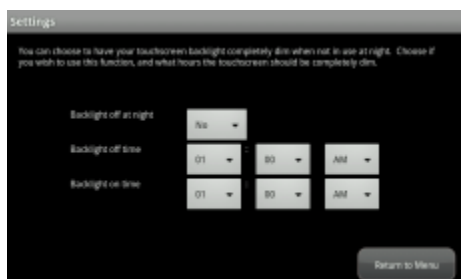 Settings
You can choose to have your touchscreen backlight completely dim when not in use at night. Choose if
you wish to use this function, and what hours the touchscreen should be completely dim.
Backlight off at night
No
Backlight off time
01 : 00 AM
Backlight on time
01 : 00 AM
Return to Menu